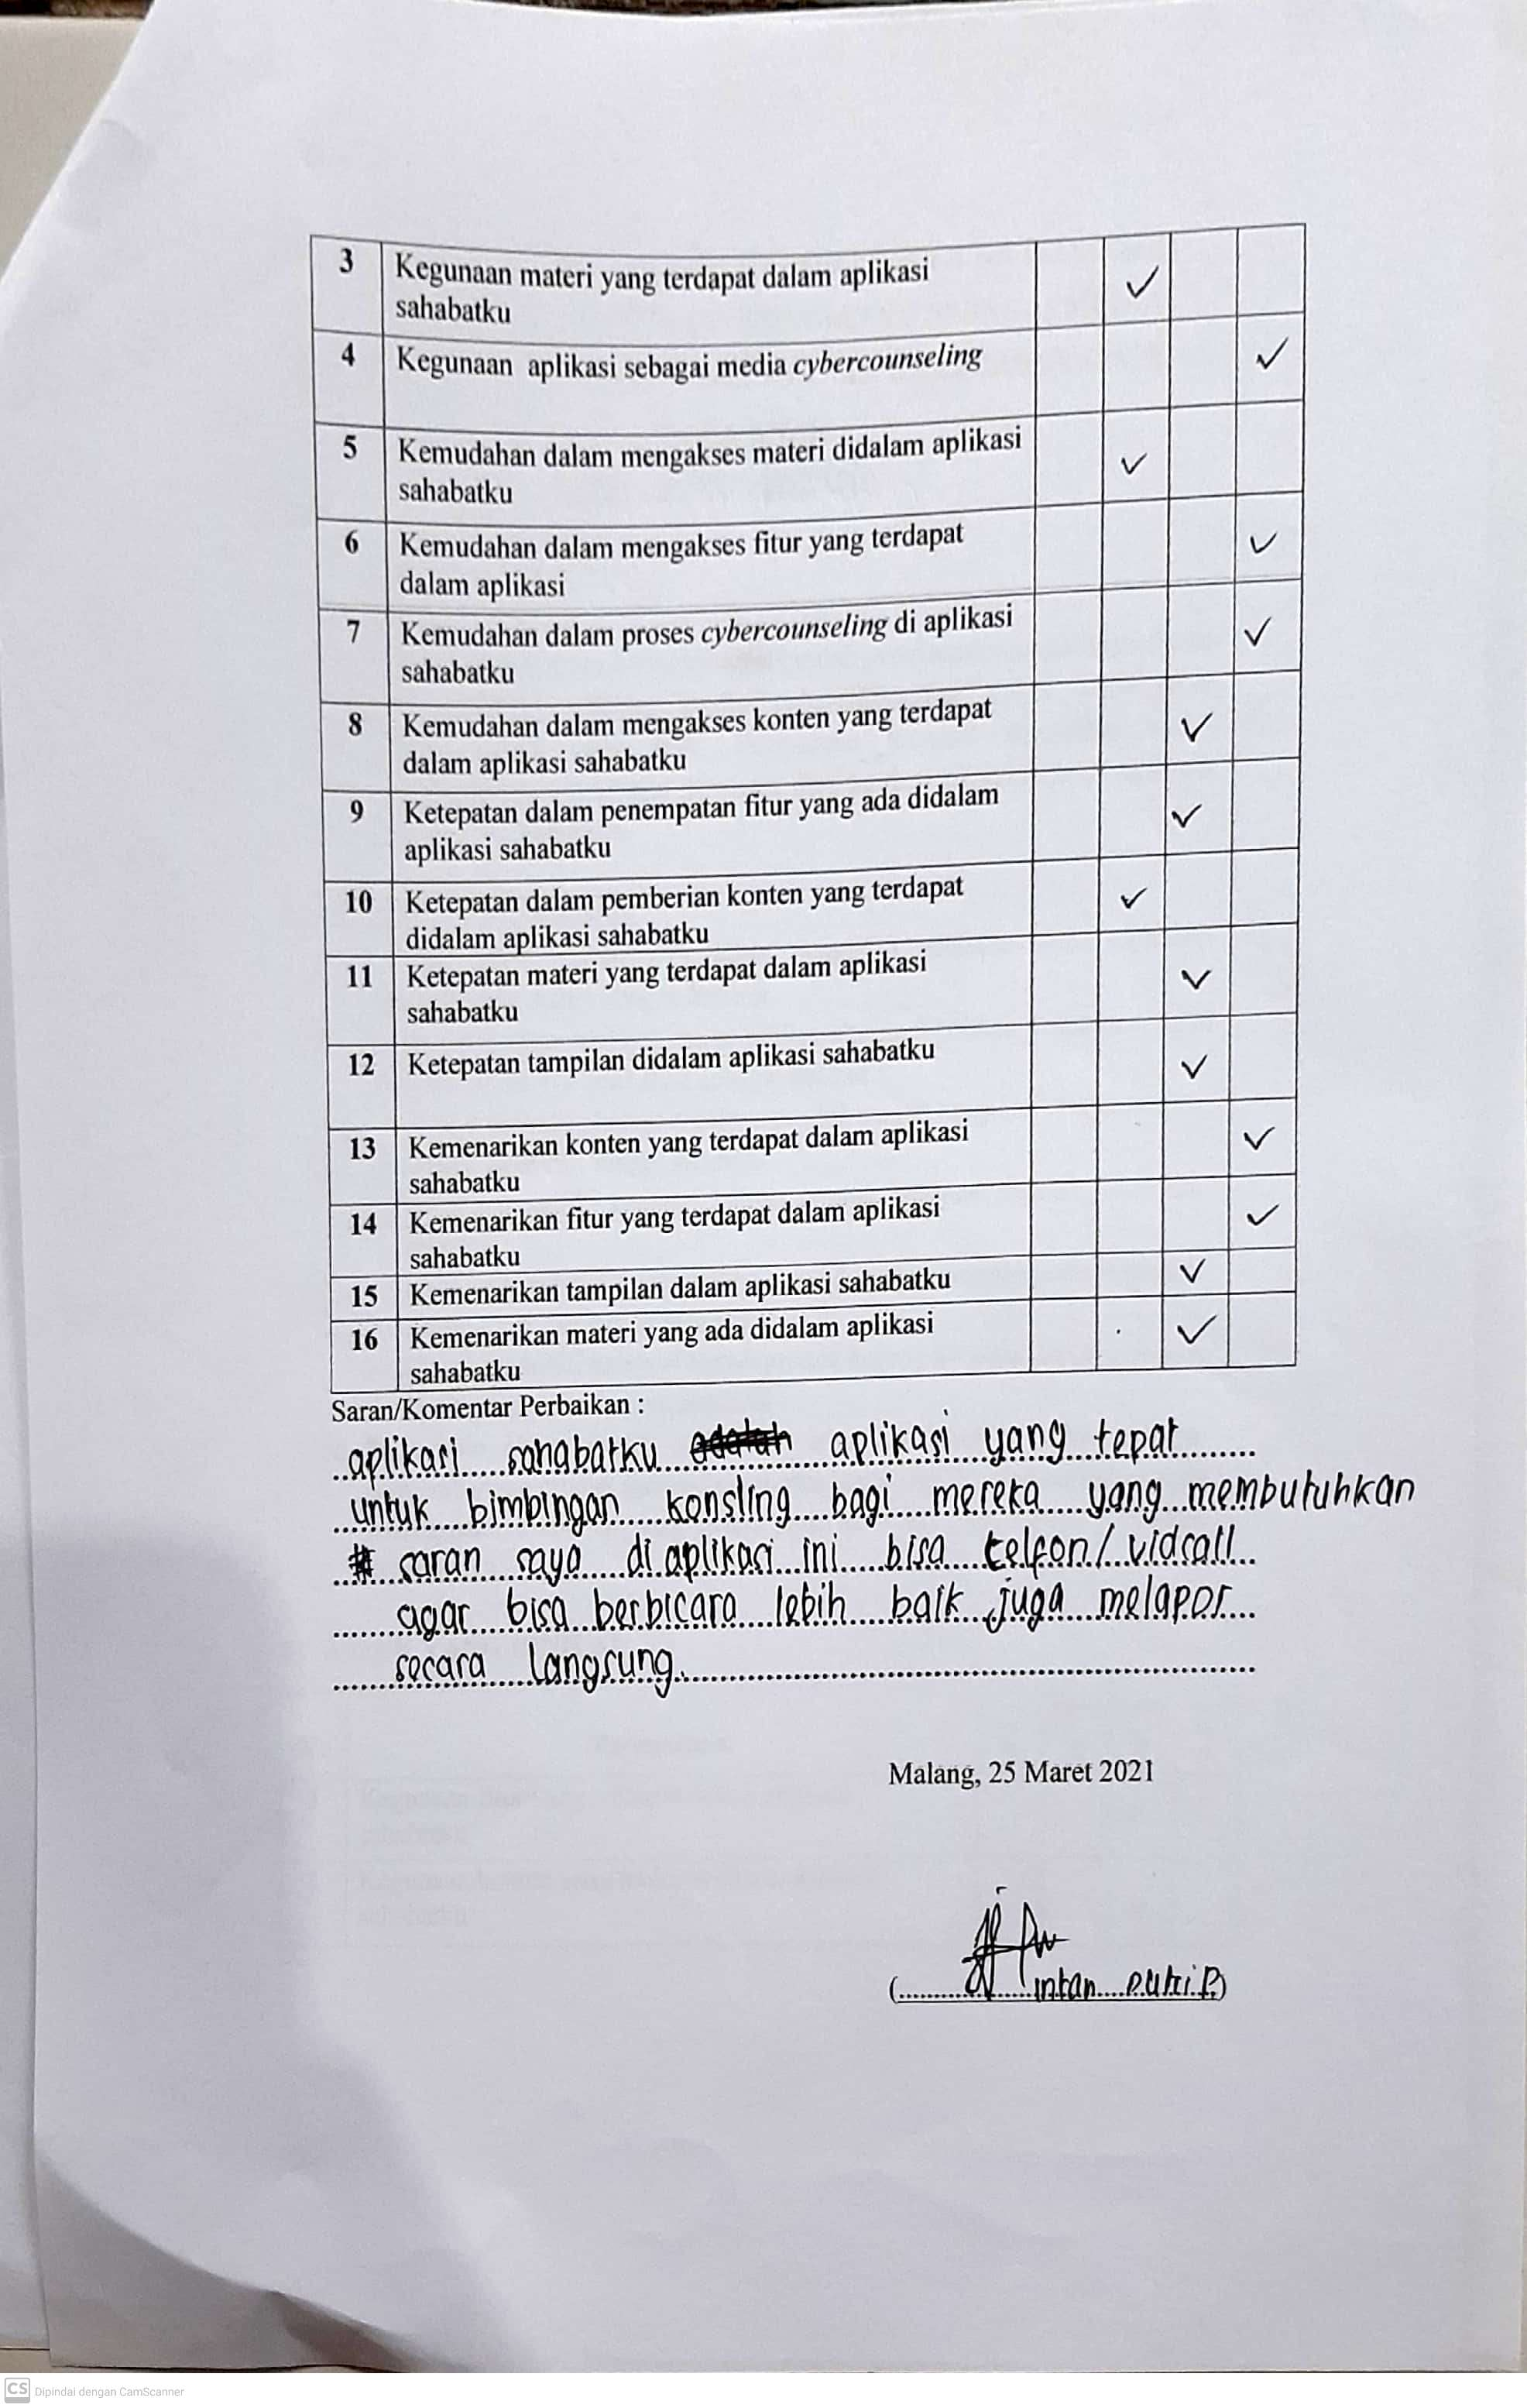 3 Kegunaan materi yang terdapat dalam aplikasi ✓
sahabatku
4 Kegunaan aplikasi sebagai media cybercounseling ✓
5 Kemudahan dalam mengakses materi didalam aplikasi ✓
sahabatku
6 Kemudahan dalam mengakses fitur yang terdapat ✓
dalam aplikasi
7 Kemudahan dalam proses cybercounseling di aplikasi ✓
sahabatku
8 Kemudahan dalam mengakses konten yang terdapat ✓
dalam aplikasi sahabatku
9 Ketepatan dalam penempatan fitur yang ada didalam ✓
aplikasi sahabatku
10 Ketepatan dalam pemberian konten yang terdapat ✓
didalam aplikasi sahabatku
11 Ketepatan materi yang terdapat dalam aplikasi ✓
sahabatku
12 Ketepatan tampilan didalam aplikasi sahabatku ✓
13 Kemenarikan konten yang terdapat dalam aplikasi ✓
sahabatku
14 Kemenarikan fitur yang terdapat dalam aplikasi ✓
sahabatku
15 Kemenarikan tampilan dalam aplikasi sahabatku ✓
16 Kemenarikan materi yang ada didalam aplikasi ✓
sahabatku
Saran/Komentar Perbaikan :
aplikasi sahabatku aplikasi yang tepat
untuk bimbingan konsling bagi mereka yang membutuhkan
# saran saya di aplikasi ini bisa telfon/vidcall
agar bisa berbicara lebih baik juga melapor
secara langsung.
Malang, 25 Maret 2021
(intan putri.P)
CS Dipindai dengan CamScanner